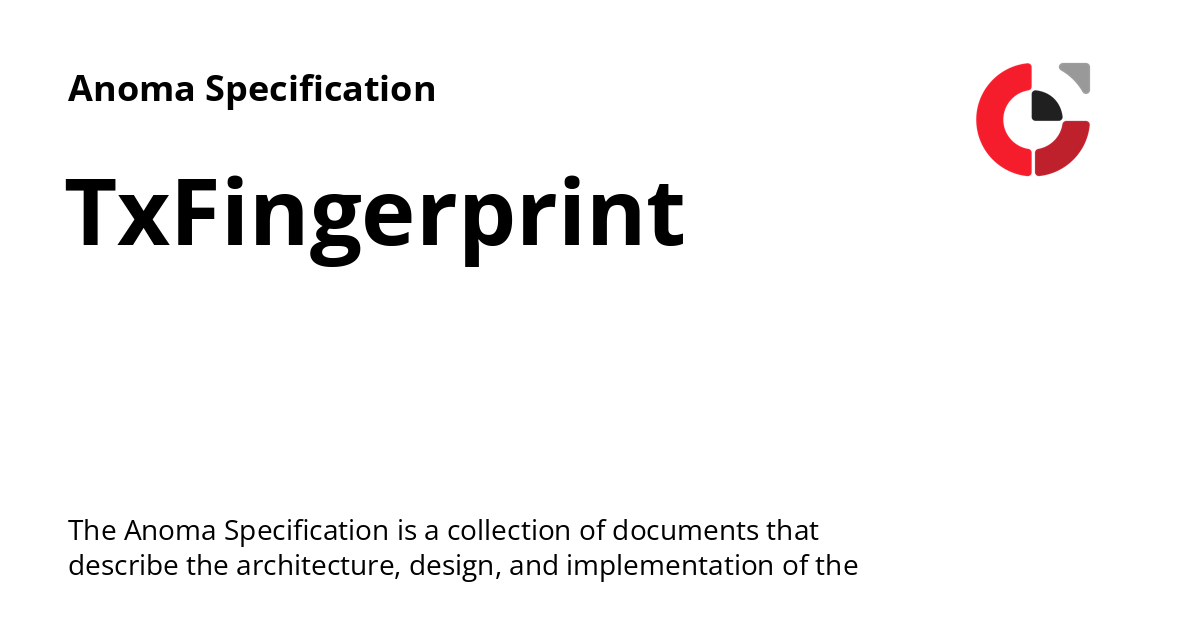 Anoma Specification
TxFingerprint
The Anoma Specification is a collection of documents that
describe the architecture, design, and implementation of the